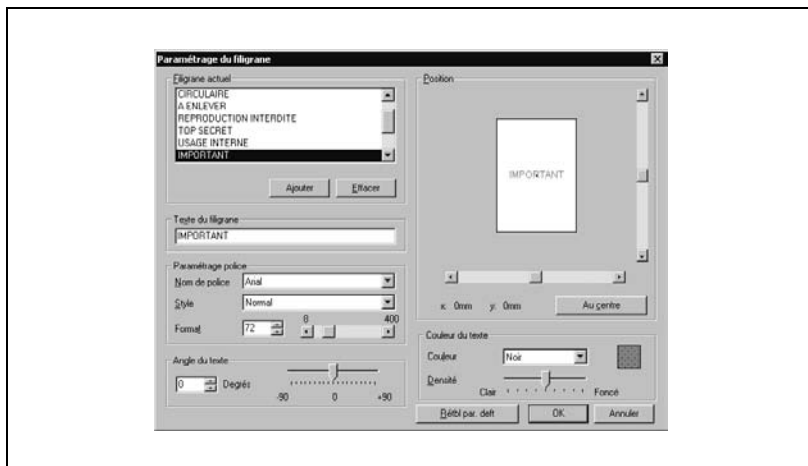 Paramétrage du filigrane
Filigrane actuel
CIRCULAIRE
A ENLEVER
REPRODUCTION INTERDITE
TOP SECRET
USAGE INTERNE
IMPORTANT
Ajouter Effacer
Texte du filigrane
IMPORTANT
Paramétrage police
Nom de police Arial
Style Normal
Format 72 8 400
Angle du texte
0 Degrés -90 0 +90
Position
IMPORTANT
x: 0mm y: 0mm Au centre
Couleur du texte
Couleur Noir
Densité Clair Foncé
Rétbl par. deft OK Annuler